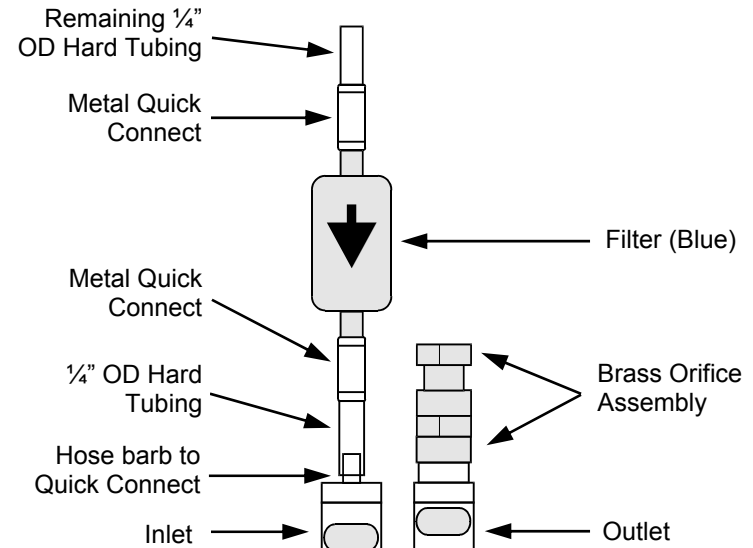 Remaining ¼”
OD Hard Tubing
Metal Quick
Connect
Filter (Blue)
Metal Quick
Connect
¼” OD Hard
Tubing
Brass Orifice
Assembly
Hose barb to
Quick Connect
Inlet
Outlet